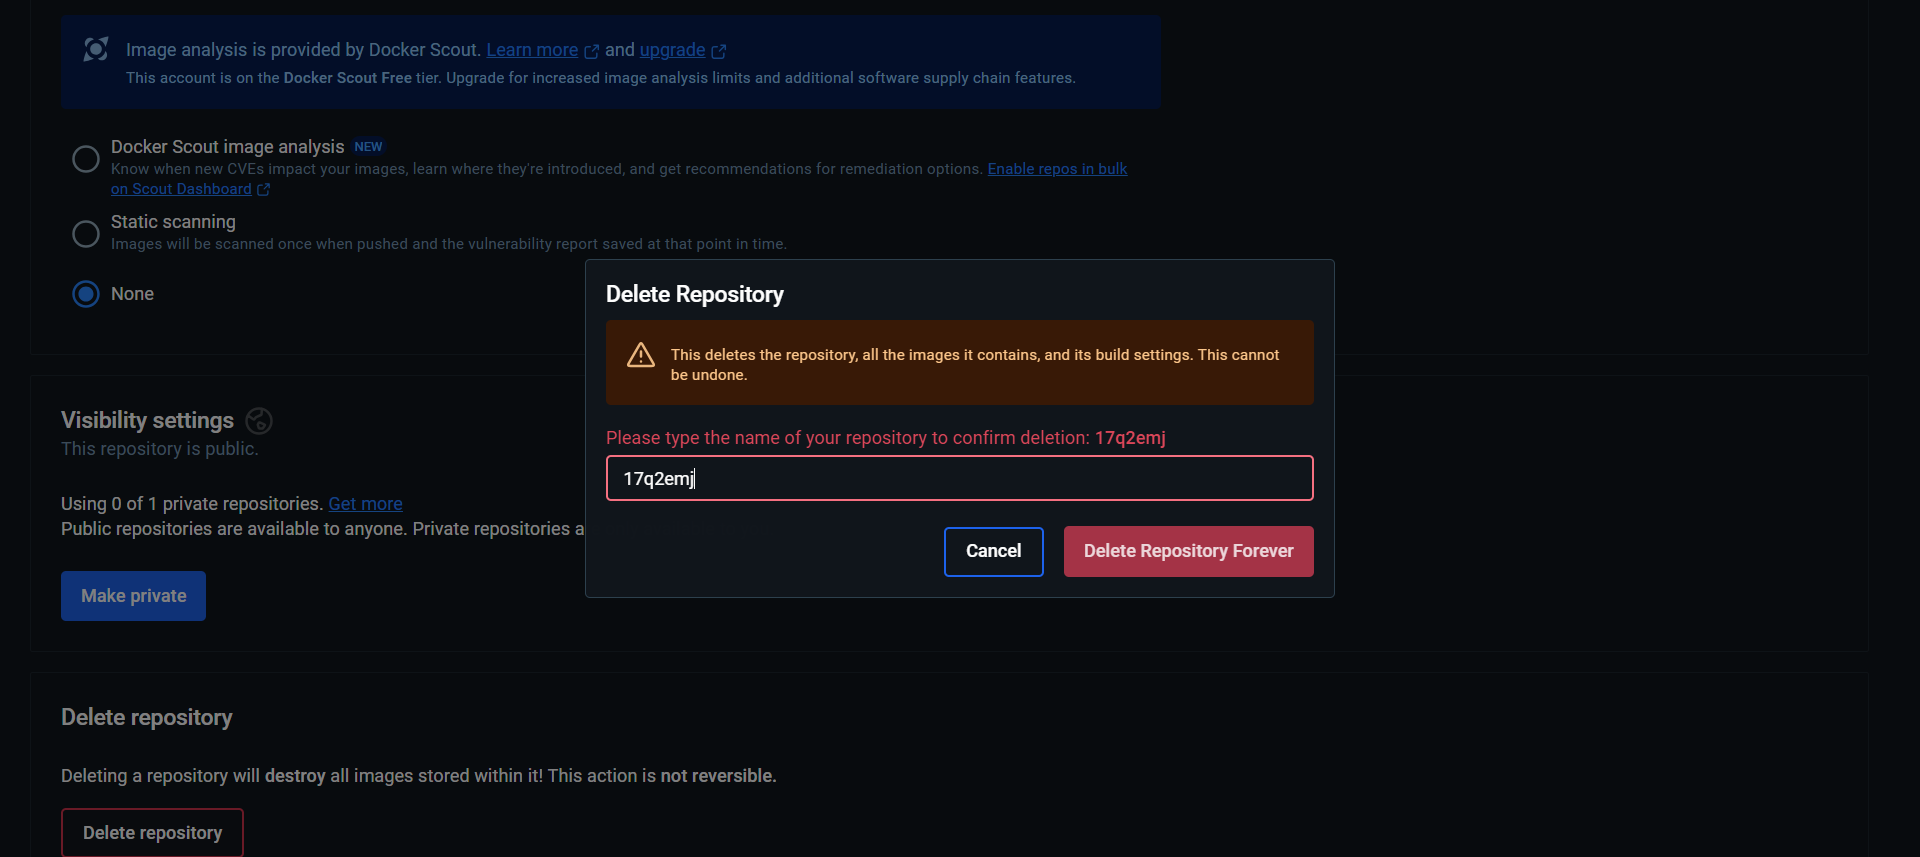 Image analysis is provided by Docker Scout. Learn more and upgrade
This account is on the Docker Scout Free tier. Upgrade for increased image analysis limits and additional software supply chain features.
Docker Scout image analysis NEW
Know when new CVEs impact your images, learn where they're introduced, and get recommendations for remediation options. Enable repos in bulk
on Scout Dashboard
Static scanning
Images will be scanned once when pushed and the vulnerability report saved at that point in time.
None
Delete Repository
This deletes the repository, all the images it contains, and its build settings. This cannot
be undone.
Please type the name of your repository to confirm deletion: 17q2emj
17q2emj
Cancel
Delete Repository Forever
Visibility settings
This repository is public.
Using 0 of 1 private repositories. Get more
Public repositories are available to anyone. Private repositories a
Make private
Delete repository
Deleting a repository will destroy all images stored within it! This action is not reversible.
Delete repository